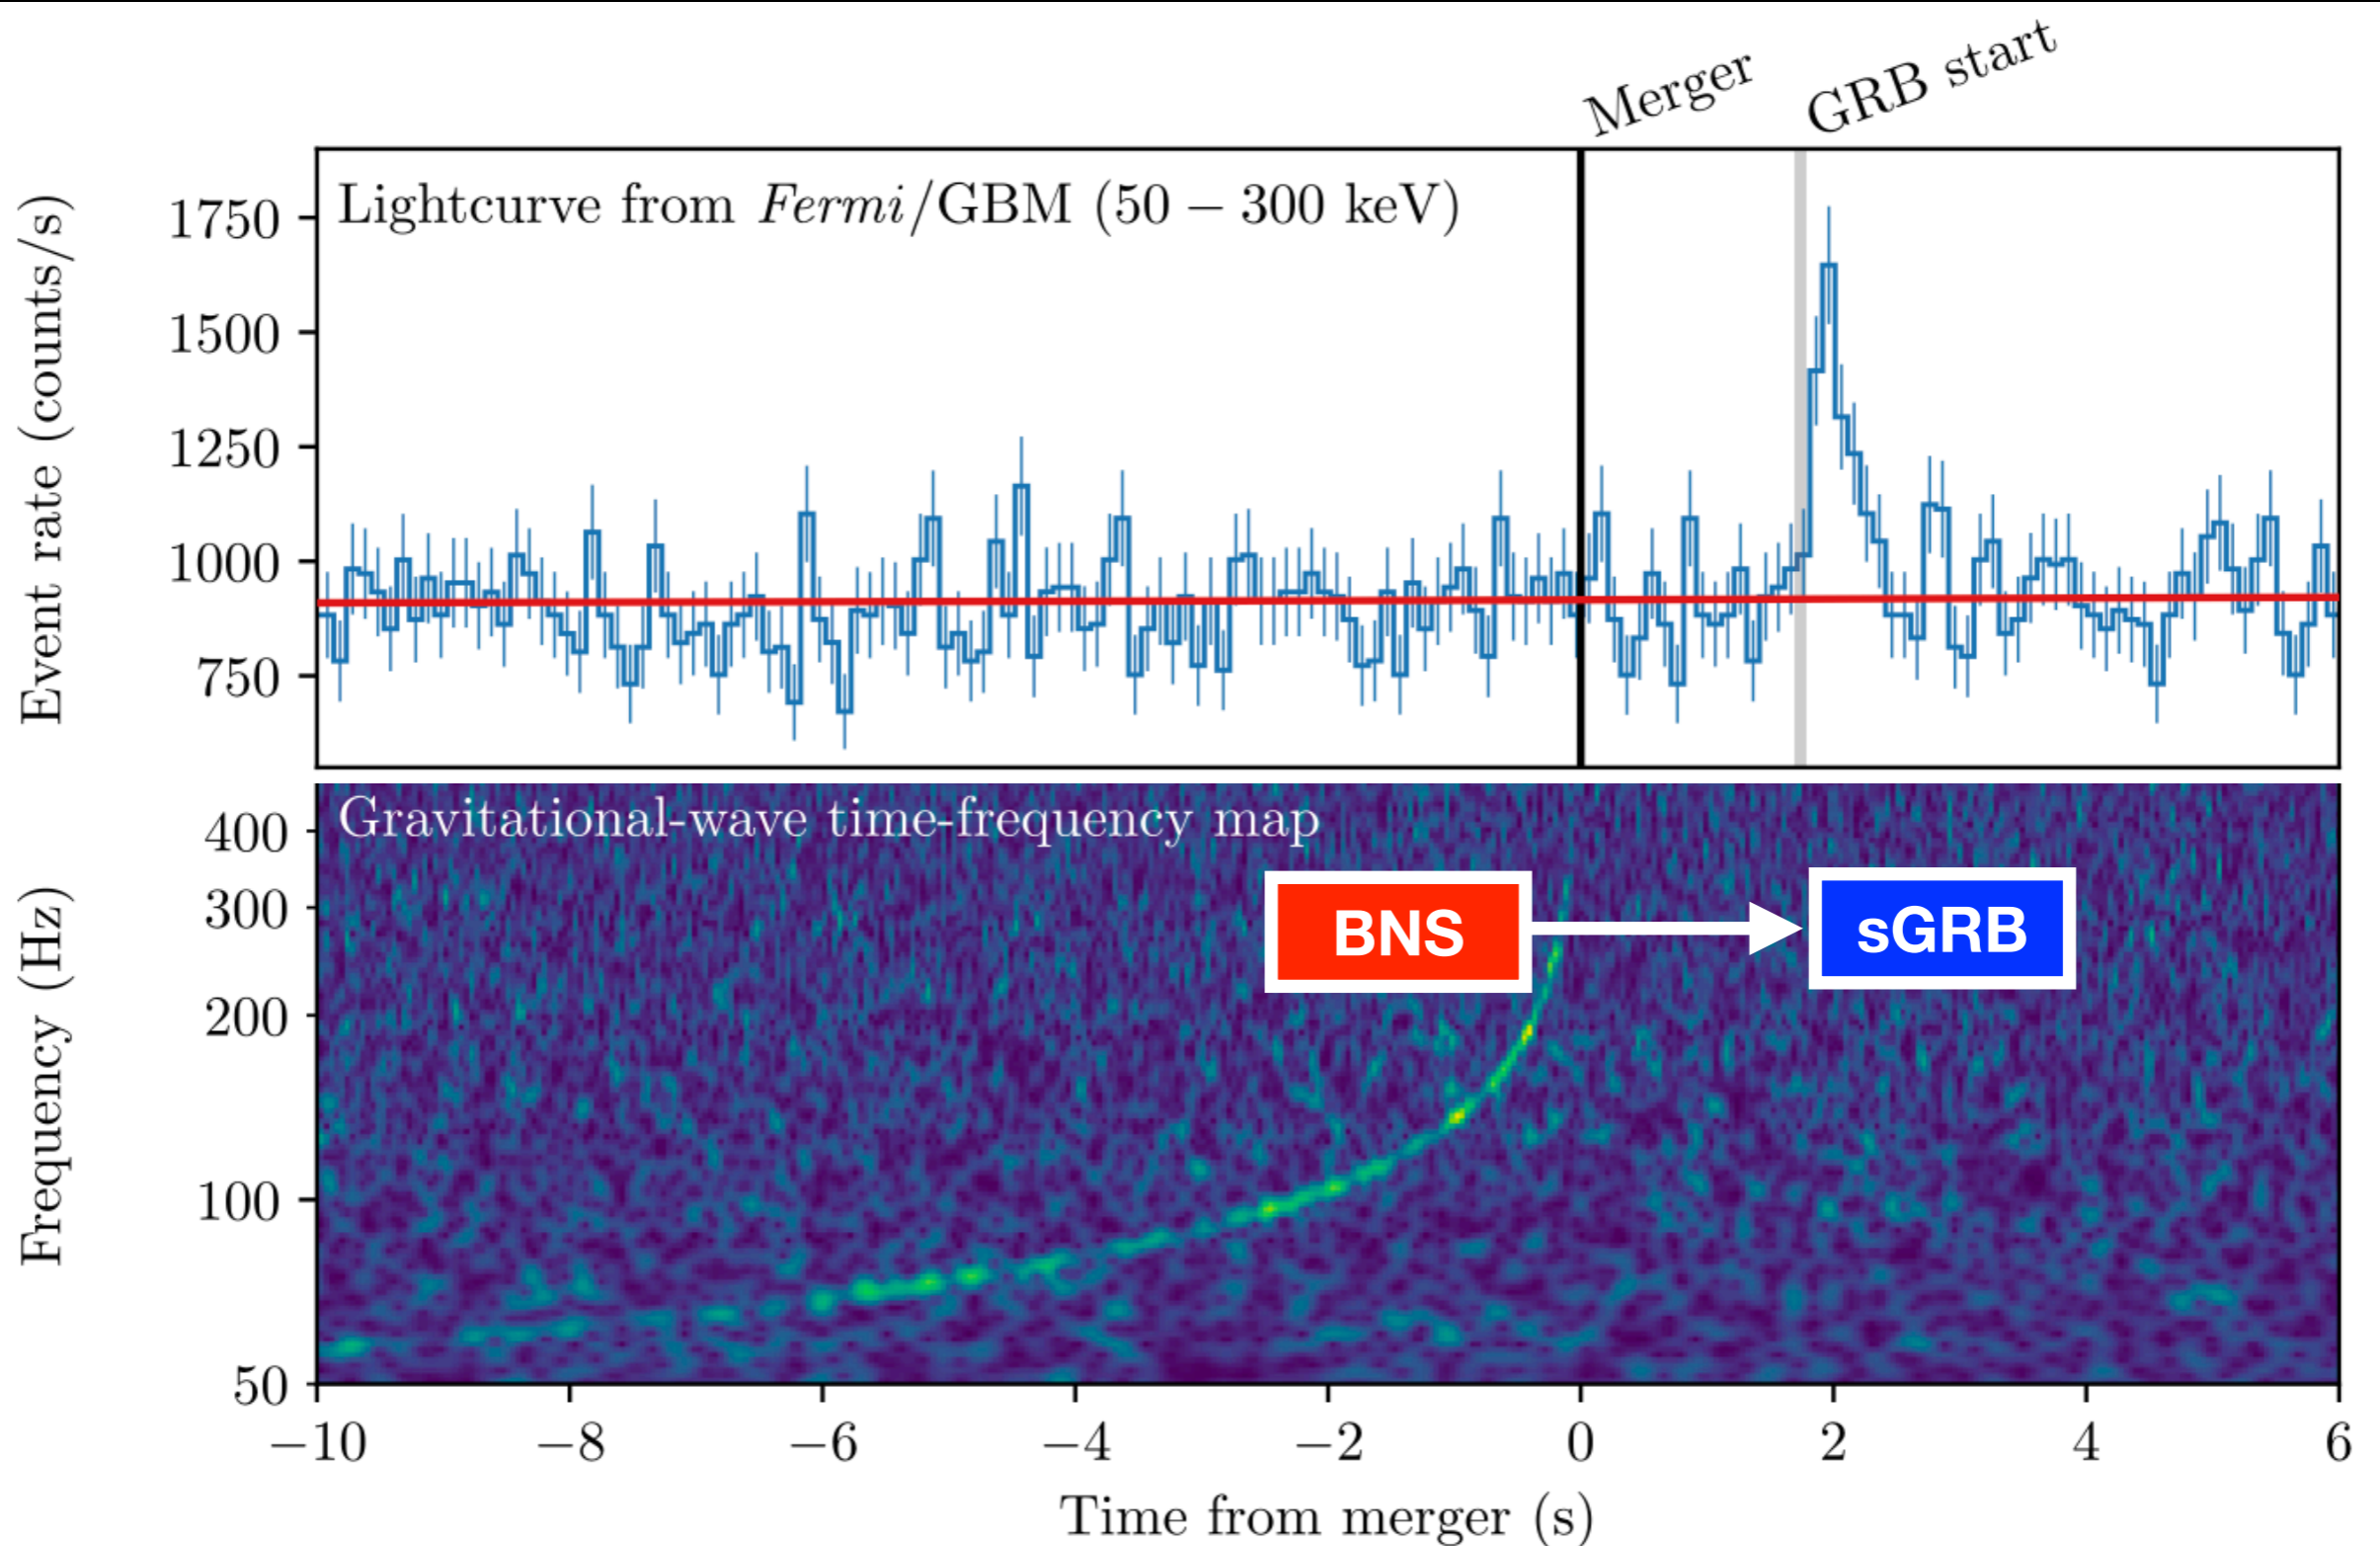 Merger
GRB start
Lightcurve from Fermi/GBM (50 – 300 keV)
Event rate (counts/s)
1750
1500
1250
1000
750
Gravitational-wave time-frequency map
Frequency (Hz)
400
300
200
100
50
BNS
sGRB
−10 −8 −6 −4 −2 0 2 4 6
Time from merger (s)